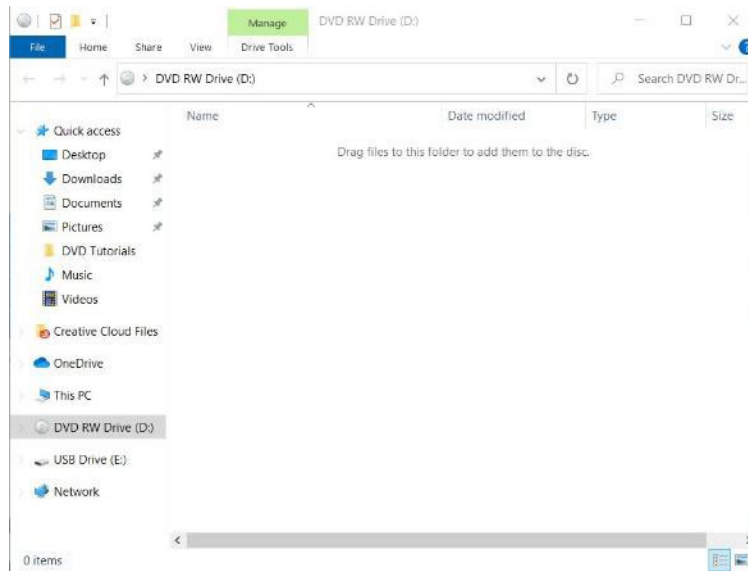 Manage
DVD RW Drive (D:)
File
Home
Share
View
Drive Tools
DVD RW Drive (D:)
Search DVD RW Dr...
Name
Date modified
Type
Size
Drag files to this folder to add them to the disc.
Quick access
Desktop
Downloads
Documents
Pictures
DVD Tutorials
Music
Videos
Creative Cloud Files
OneDrive
This PC
DVD RW Drive (D:)
USB Drive (E:)
Network
0 items